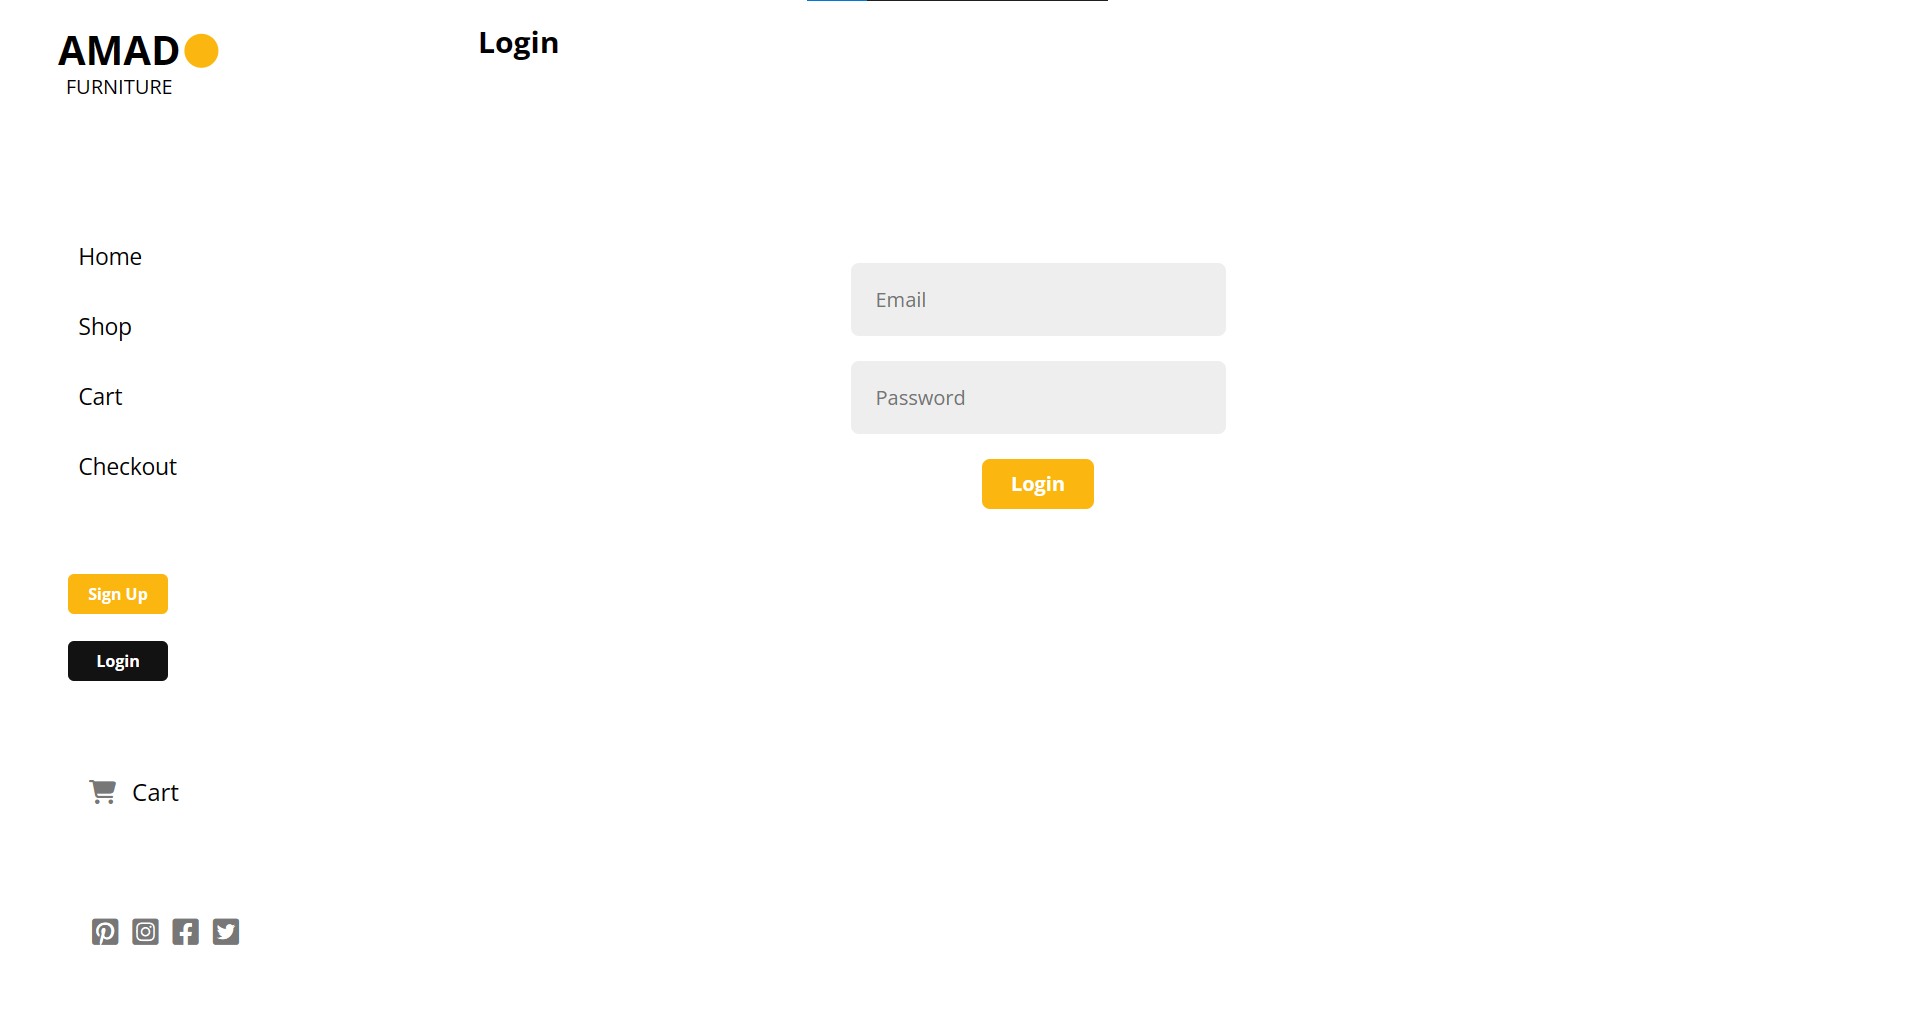 AMAD
FURNITURE
Login
Home
Shop
Cart
Checkout
Sign Up
Login
Cart
Email
Password
Login